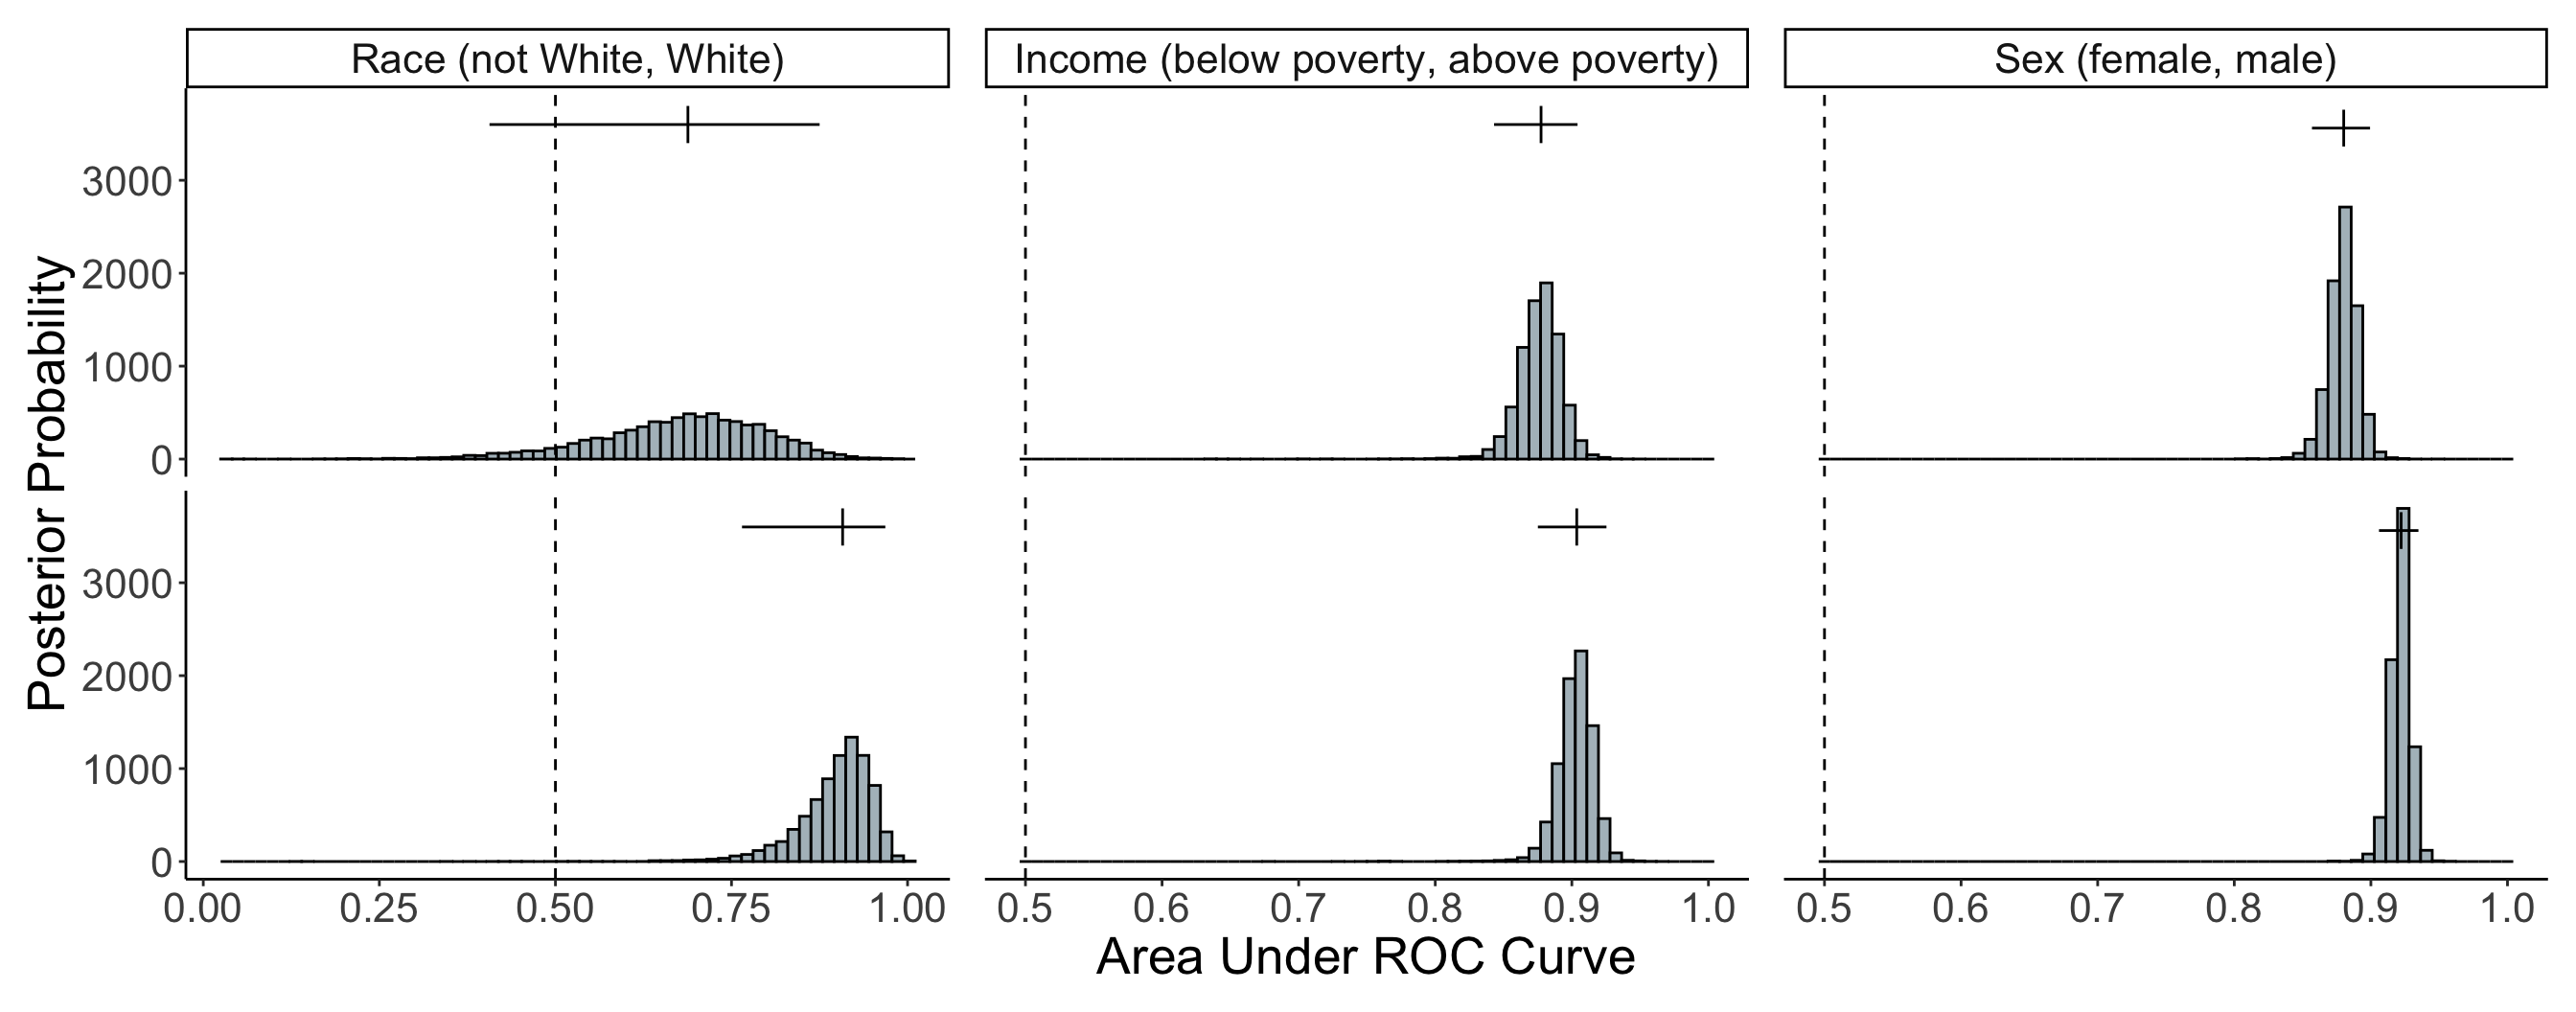 Race (not White, White)
Income (below poverty, above poverty)
Sex (female, male)
Posterior Probability
3000
2000
1000
0
3000
2000
1000
0
0.00 0.25 0.50 0.75 1.00
0.5 0.6 0.7 0.8 0.9 1.0
0.5 0.6 0.7 0.8 0.9 1.0
Area Under ROC Curve